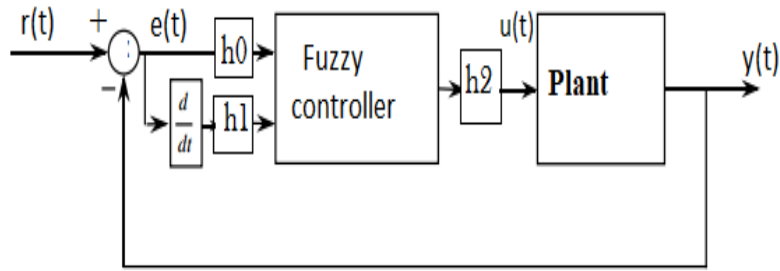 r(t)
+
:
e(t)
h0
Fuzzy
controller
u(t)
h2
Plant
y(t)
−
d
dt
h1